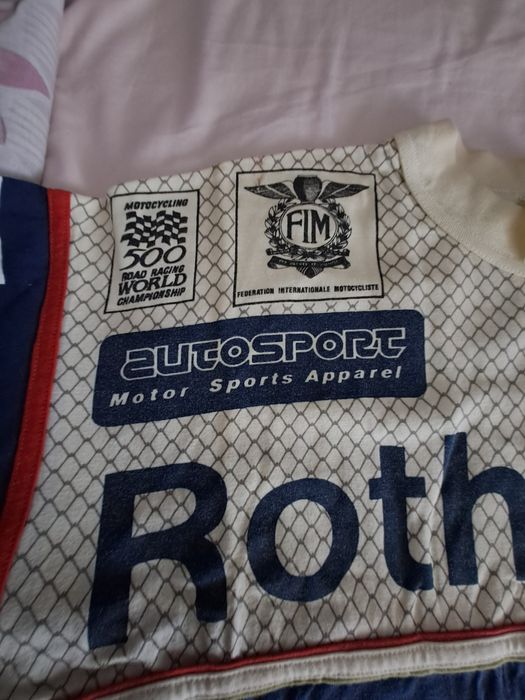 MOTOCYCLING
500
ROAD RACING
WORLD
CHAMPIONSHIP
FIM
FEDERATION INTERNATIONALE MOTOCYCLISTE
AUTOSPORT
Motor Sports Apparel
Roth